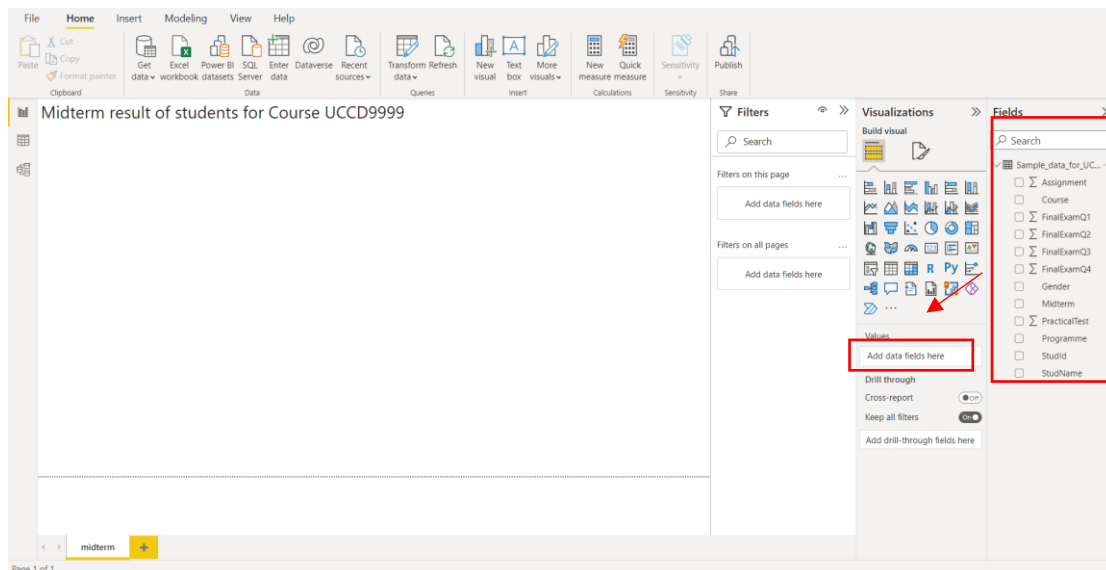 File Home Insert Modeling View Help
Paste
Cut
Copy
Format painter
Clipboard
Get data
Excel workbook
Power BI datasets
SQL Server
Enter data
Dataverse
Recent sources
Data
Transform data
Refresh
Queries
New visual
Text box
More visuals
Insert
New measure
Quick measure
Calculations
Sensitivity
Sensitivity
Publish
Share
Midterm result of students for Course UCCD9999
Filters
Search
Filters on this page ...
Add data fields here
Filters on all pages ...
Add data fields here
Visualizations
Build visual
R Py
...
Values
Add data fields here
Drill through
Cross-report Off
Keep all filters On
Add drill-through fields here
Fields
Search
Sample_data_for_UC...
Σ Assignment
Course
Σ FinalExamQ1
Σ FinalExamQ2
Σ FinalExamQ3
Σ FinalExamQ4
Gender
Midterm
Σ PracticalTest
Programme
StudId
StudName
midterm
Page 1 of 1